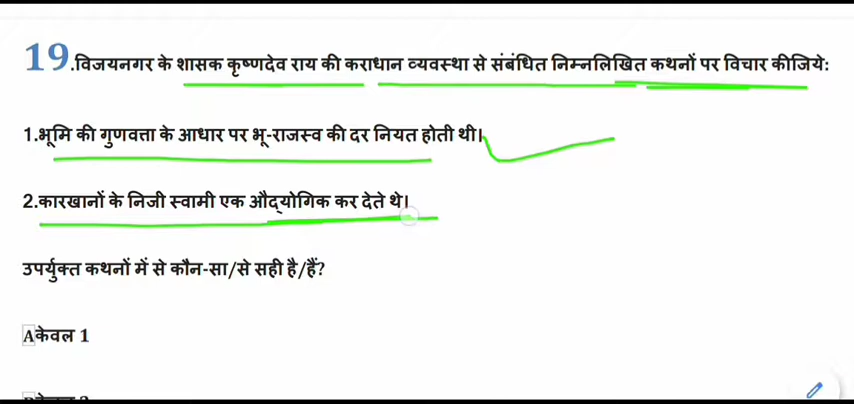 19.विजयनगर के शासक कृष्णदेव राय की कराधान व्यवस्था से संबंधित निम्नलिखित कथनों पर विचार कीजिये:
1.भूमि की गुणवत्ता के आधार पर भू-राजस्व की दर नियत होती थी।
2.कारखानों के निजी स्वामी एक औद्योगिक कर देते थे।
उपर्युक्त कथनों में से कौन-सा/से सही है/हैं?
Aकेवल 1